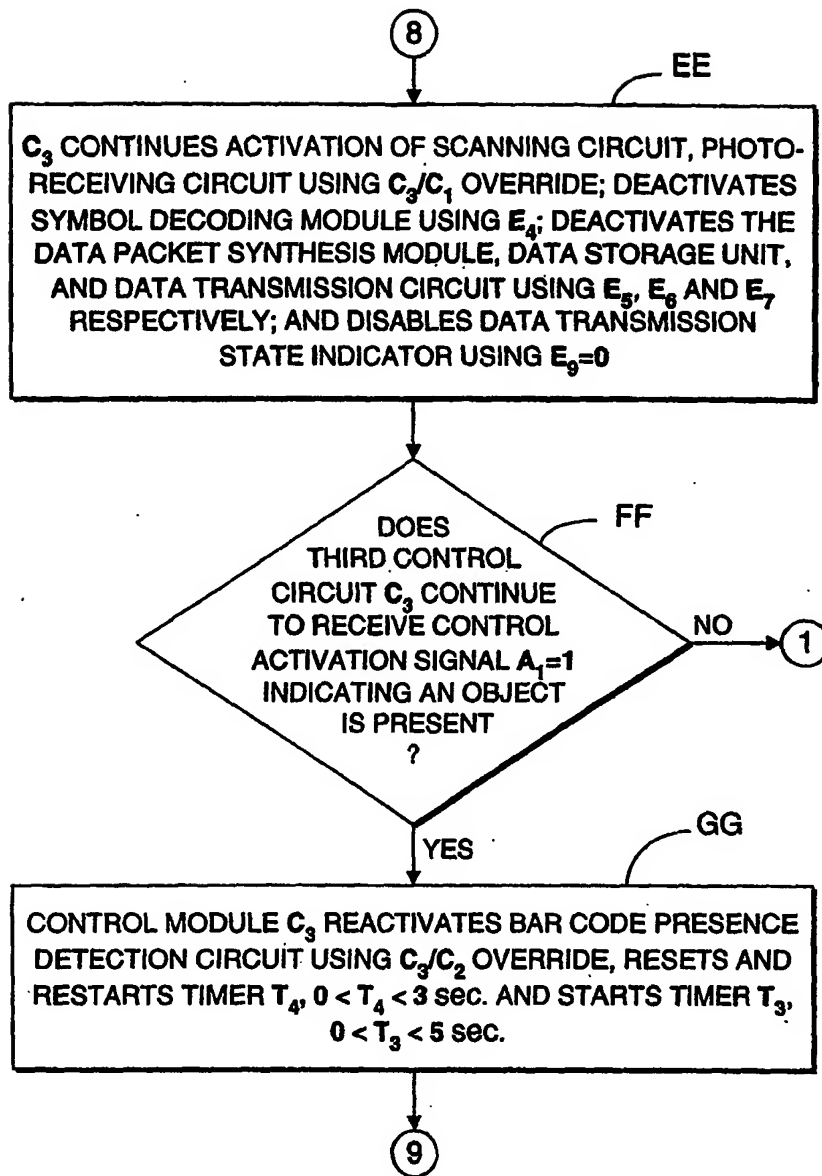 8
EE
C₃ CONTINUES ACTIVATION OF SCANNING CIRCUIT, PHOTO-
RECEIVING CIRCUIT USING C₃/C₁ OVERRIDE; DEACTIVATES
SYMBOL DECODING MODULE USING E₄; DEACTIVATES THE
DATA PACKET SYNTHESIS MODULE, DATA STORAGE UNIT,
AND DATA TRANSMISSION CIRCUIT USING E₅, E₆ AND E₇
RESPECTIVELY; AND DISABLES DATA TRANSMISSION
STATE INDICATOR USING E₉=0
FF
DOES
THIRD CONTROL
CIRCUIT C₃ CONTINUE
TO RECEIVE CONTROL
ACTIVATION SIGNAL A₁=1
INDICATING AN OBJECT
IS PRESENT
?
NO
1
YES
GG
CONTROL MODULE C₃ REACTIVATES BAR CODE PRESENCE
DETECTION CIRCUIT USING C₃/C₂ OVERRIDE, RESETS AND
RESTARTS TIMER T₄, 0 < T₄ < 3 sec. AND STARTS TIMER T₃,
0 < T₃ < 5 sec.
9